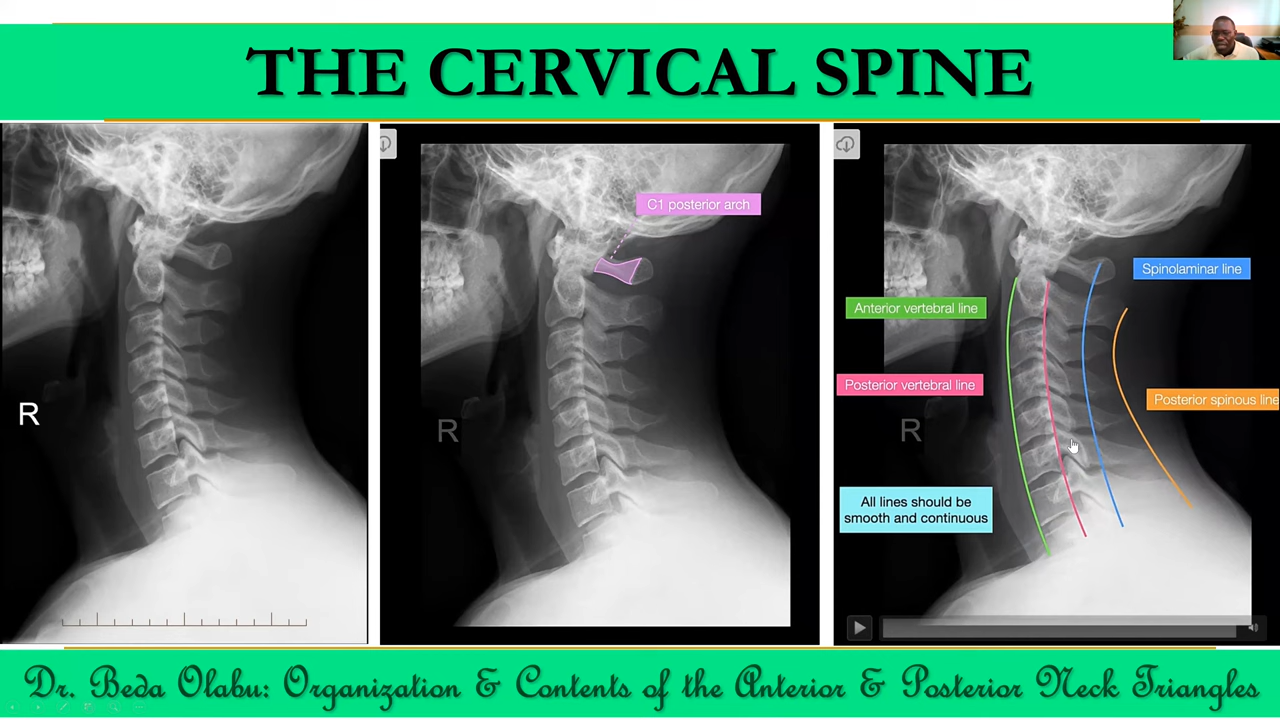 THE CERVICAL SPINE
R
C1 posterior arch
R
Spinolaminar line
Anterior vertebral line
Posterior vertebral line
Posterior spinous line
R
All lines should be
smooth and continuous
Dr. Beda Olabu: Organization & Contents of the Anterior & Posterior Neck Triangles